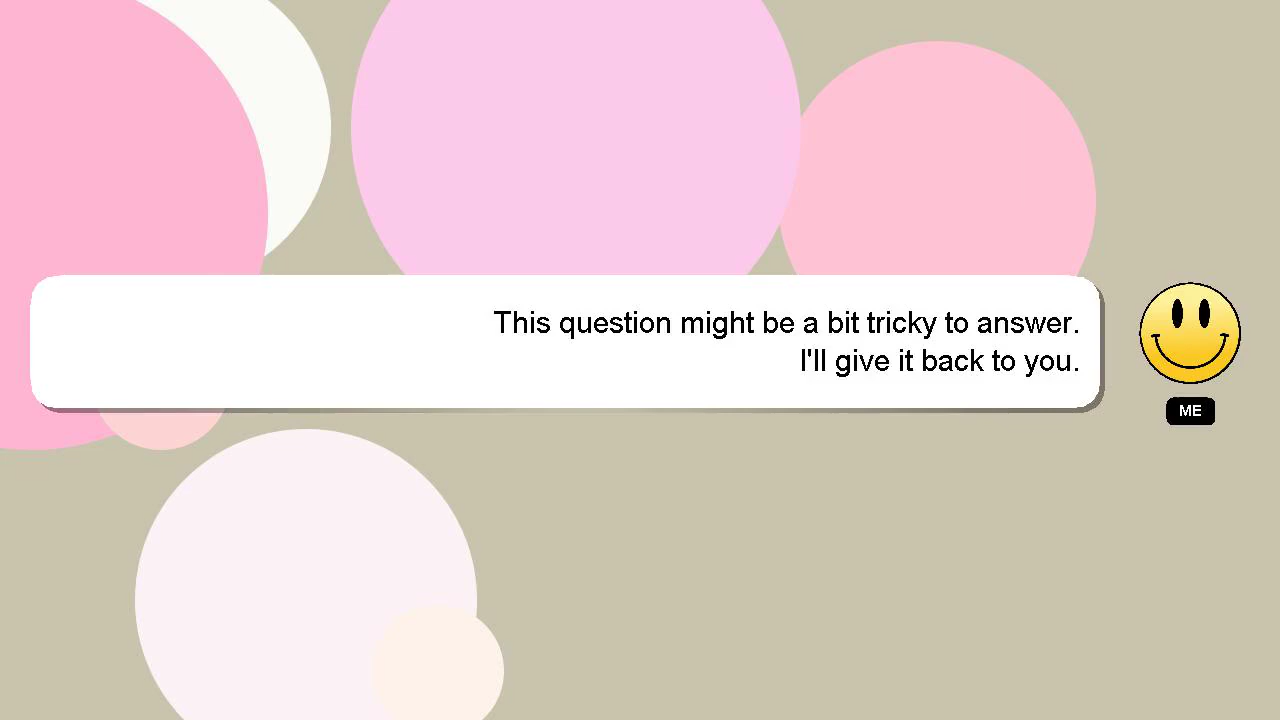 This question might be a bit tricky to answer.
I'll give it back to you.
ME